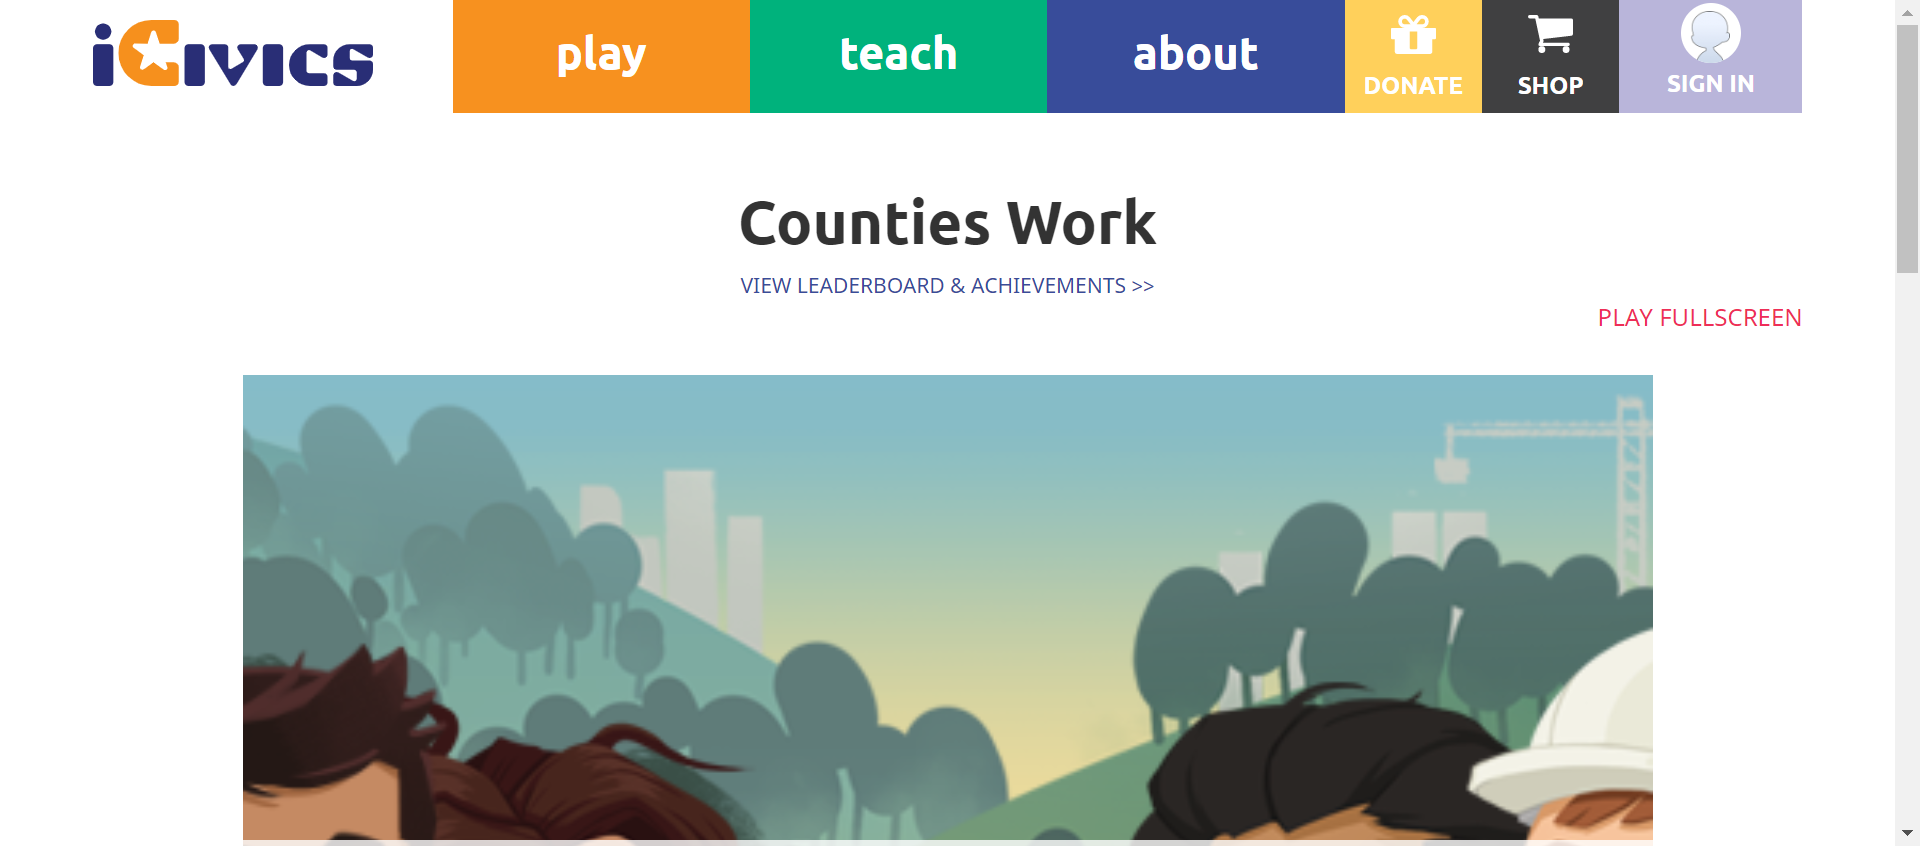 iCivics
play
teach
about
DONATE
SHOP
SIGN IN
Counties Work
VIEW LEADERBOARD & ACHIEVEMENTS >>
PLAY FULLSCREEN